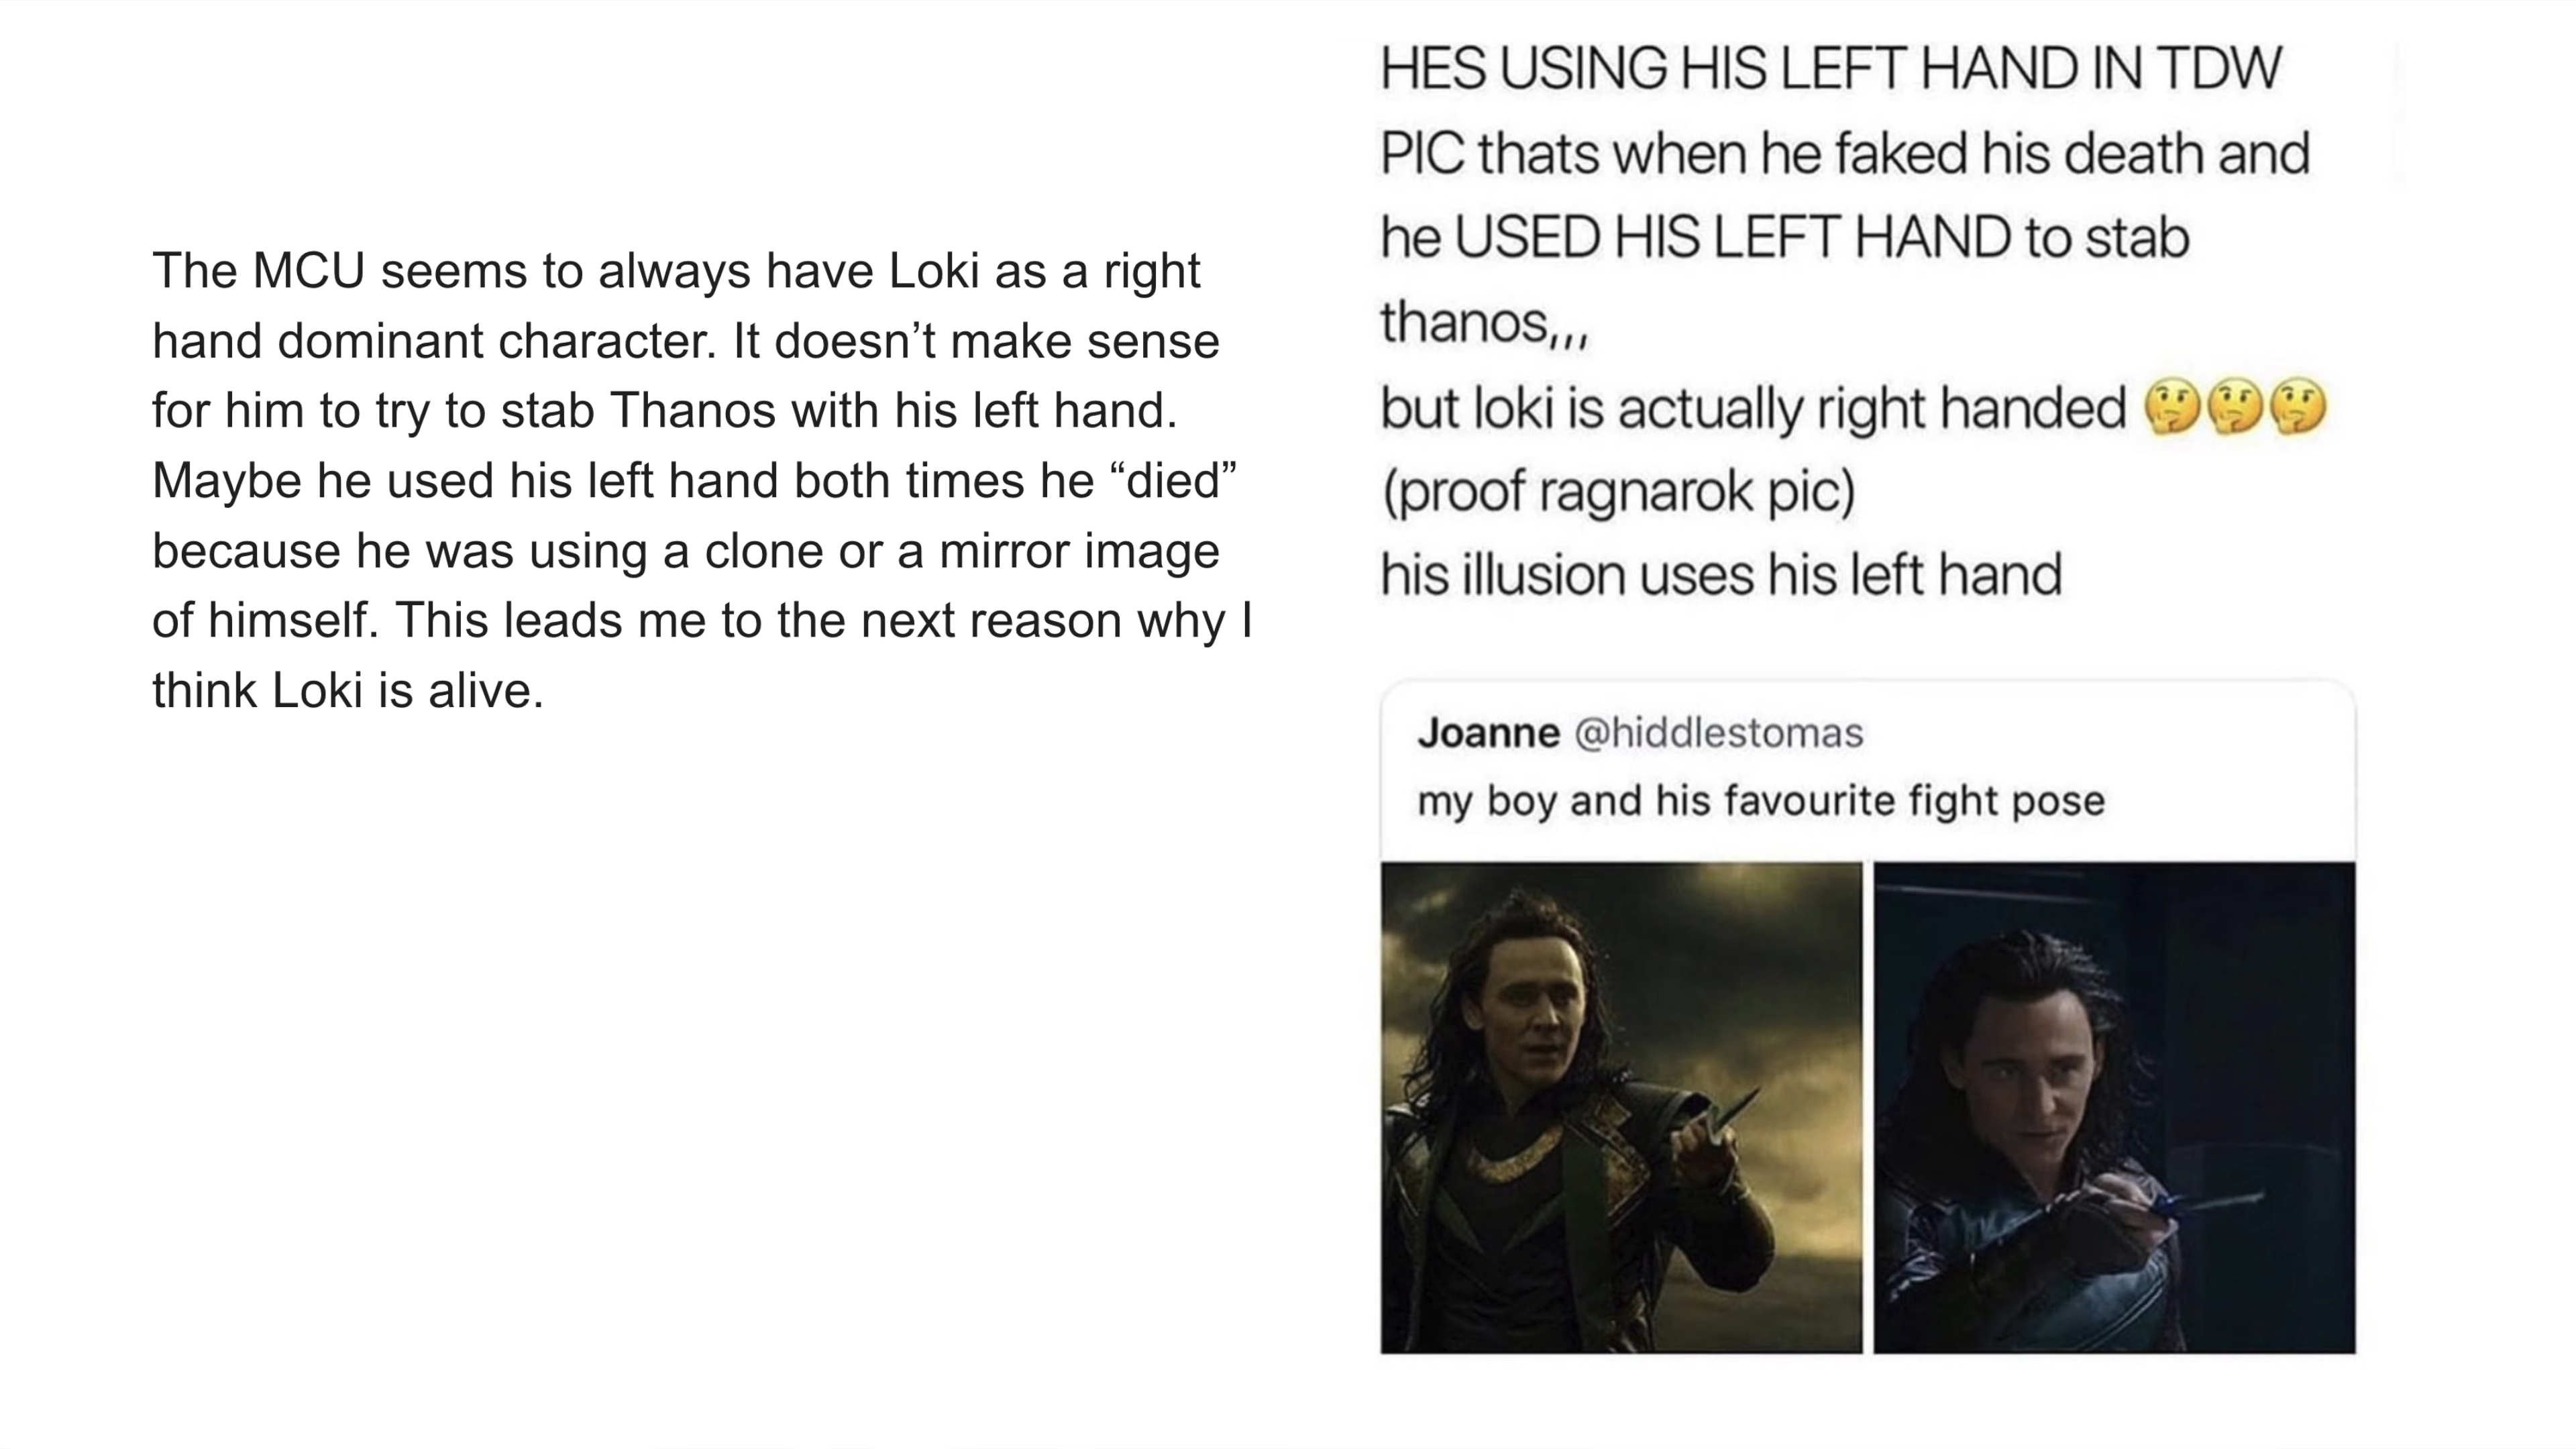 The MCU seems to always have Loki as a right
hand dominant character. It doesn’t make sense
for him to try to stab Thanos with his left hand.
Maybe he used his left hand both times he “died”
because he was using a clone or a mirror image
of himself. This leads me to the next reason why I
think Loki is alive.
HES USING HIS LEFT HAND IN TDW
PIC thats when he faked his death and
he USED HIS LEFT HAND to stab
thanos,,,
but loki is actually right handed 🤔🤔🤔
(proof ragnarok pic)
his illusion uses his left hand
Joanne @hiddlestomas
my boy and his favourite fight pose